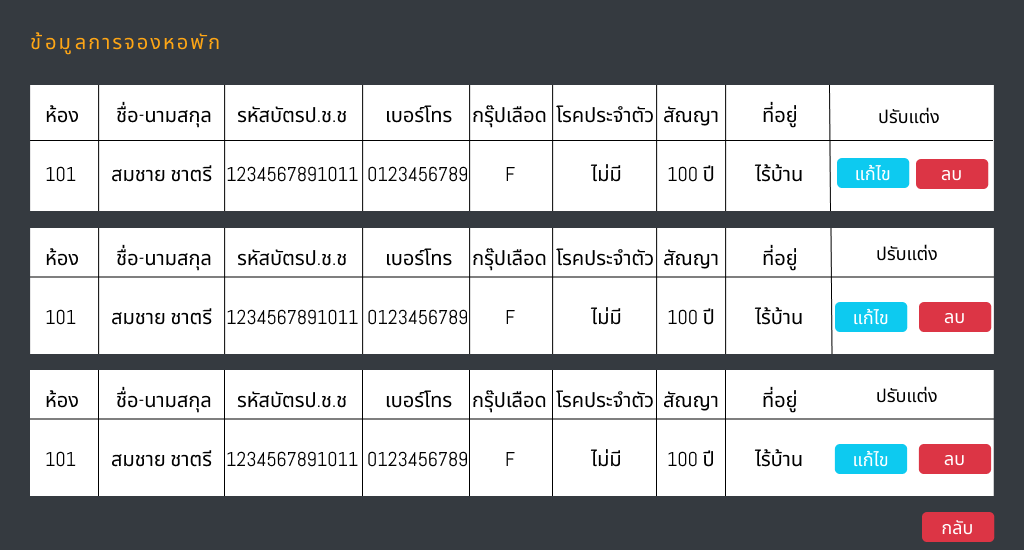 ข้อมูลการจองหอพัก
ห้อง ชื่อ-นามสกุล รหัสบัตรป.ช.ช เบอร์โทร กรุ๊ปเลือด โรคประจำตัว สัณญา ที่อยู่ ปรับแต่ง
101 สมชาย ชาตรี 1234567891011 0123456789 F ไม่มี 100 ปี ไร้บ้าน แก้ไข ลบ
ห้อง ชื่อ-นามสกุล รหัสบัตรป.ช.ช เบอร์โทร กรุ๊ปเลือด โรคประจำตัว สัณญา ที่อยู่ ปรับแต่ง
101 สมชาย ชาตรี 1234567891011 0123456789 F ไม่มี 100 ปี ไร้บ้าน แก้ไข ลบ
ห้อง ชื่อ-นามสกุล รหัสบัตรป.ช.ช เบอร์โทร กรุ๊ปเลือด โรคประจำตัว สัณญา ที่อยู่ ปรับแต่ง
101 สมชาย ชาตรี 1234567891011 0123456789 F ไม่มี 100 ปี ไร้บ้าน แก้ไข ลบ
กลับ